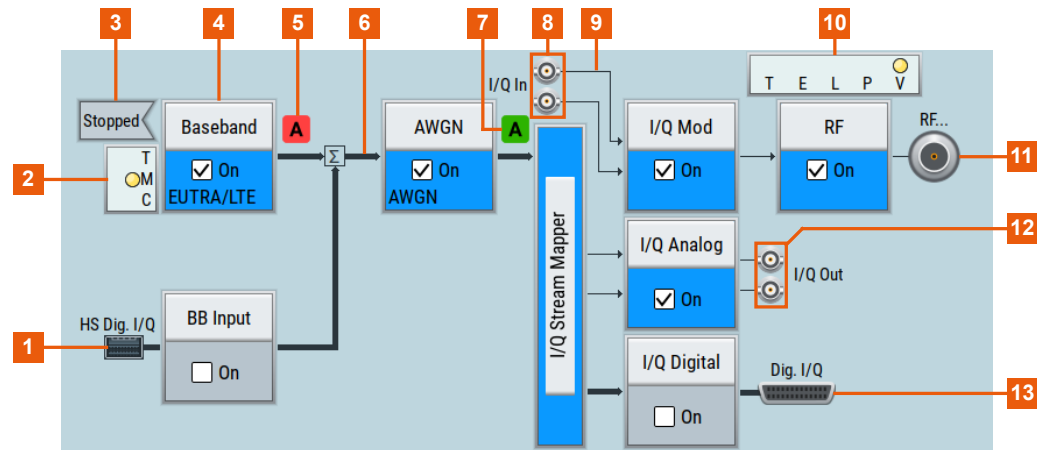 3
4
5
6
7
8
9
10
I/Q In
T E L P V
Stopped
Baseband
A
AWGN
A
I/Q Mod
RF
RF...
Σ
2
T
M
C
On
EUTRA/LTE
On
AWGN
On
On
11
I/Q Stream Mapper
I/Q Analog
12
I/Q Out
On
1
HS Dig. I/Q
BB Input
On
I/Q Digital
On
Dig. I/Q
13